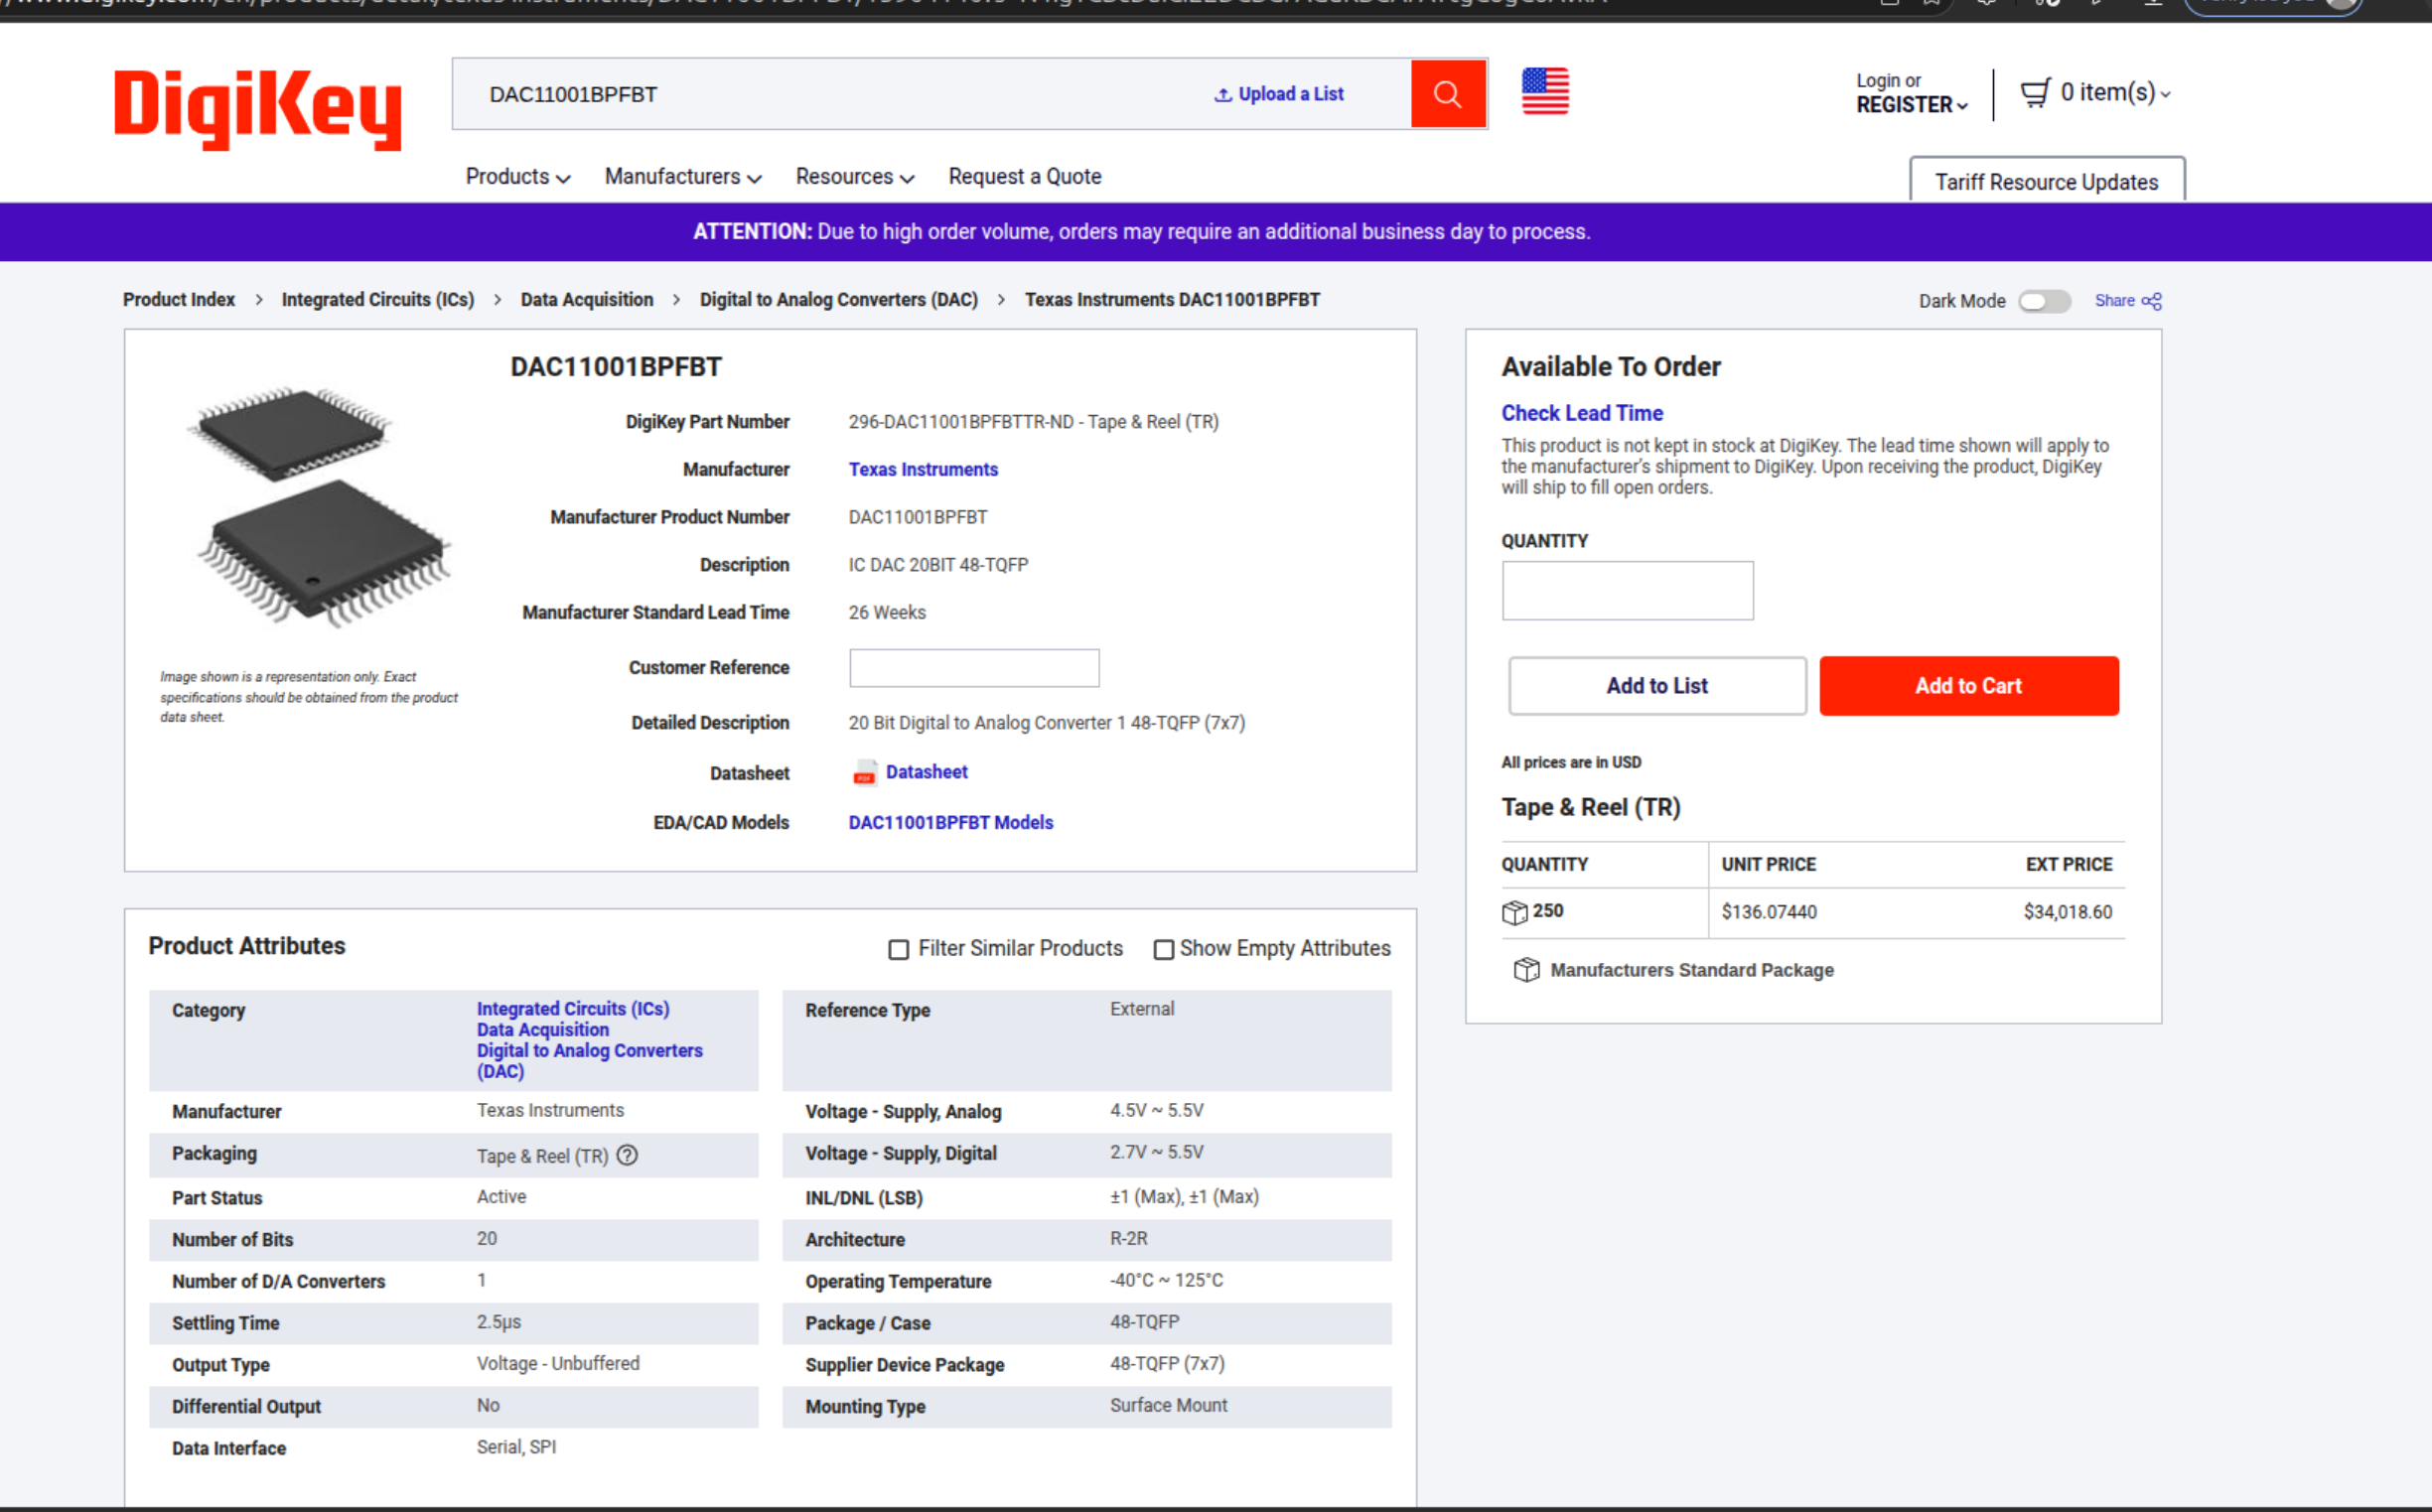 DigiKey
DAC11001BPFBT
Upload a List
Login or
REGISTER
0 item(s)
Products
Manufacturers
Resources
Request a Quote
Tariff Resource Updates
ATTENTION: Due to high order volume, orders may require an additional business day to process.
Product Index > Integrated Circuits (ICs) > Data Acquisition > Digital to Analog Converters (DAC) > Texas Instruments DAC11001BPFBT
Dark Mode
Share
Image shown is a representation only. Exact
specifications should be obtained from the product
data sheet.
DAC11001BPFBT
DigiKey Part Number 296-DAC11001BPFBTTR-ND - Tape & Reel (TR)
Manufacturer Texas Instruments
Manufacturer Product Number DAC11001BPFBT
Description IC DAC 20BIT 48-TQFP
Manufacturer Standard Lead Time 26 Weeks
Customer Reference
Detailed Description 20 Bit Digital to Analog Converter 1 48-TQFP (7x7)
Datasheet PDF Datasheet
EDA/CAD Models DAC11001BPFBT Models
Available To Order
Check Lead Time
This product is not kept in stock at DigiKey. The lead time shown will apply to
the manufacturer's shipment to DigiKey. Upon receiving the product, DigiKey
will ship to fill open orders.
QUANTITY
Add to List
Add to Cart
All prices are in USD
Tape & Reel (TR)
QUANTITY UNIT PRICE EXT PRICE
250 $136.07440 $34,018.60
Manufacturers Standard Package
Product Attributes
Filter Similar Products
Show Empty Attributes
Category Integrated Circuits (ICs)
Data Acquisition
Digital to Analog Converters
(DAC)
Manufacturer Texas Instruments
Packaging Tape & Reel (TR)
Part Status Active
Number of Bits 20
Number of D/A Converters 1
Settling Time 2.5µs
Output Type Voltage - Unbuffered
Differential Output No
Data Interface Serial, SPI
Reference Type External
Voltage - Supply, Analog 4.5V ~ 5.5V
Voltage - Supply, Digital 2.7V ~ 5.5V
INL/DNL (LSB) ±1 (Max), ±1 (Max)
Architecture R-2R
Operating Temperature -40°C ~ 125°C
Package / Case 48-TQFP
Supplier Device Package 48-TQFP (7x7)
Mounting Type Surface Mount